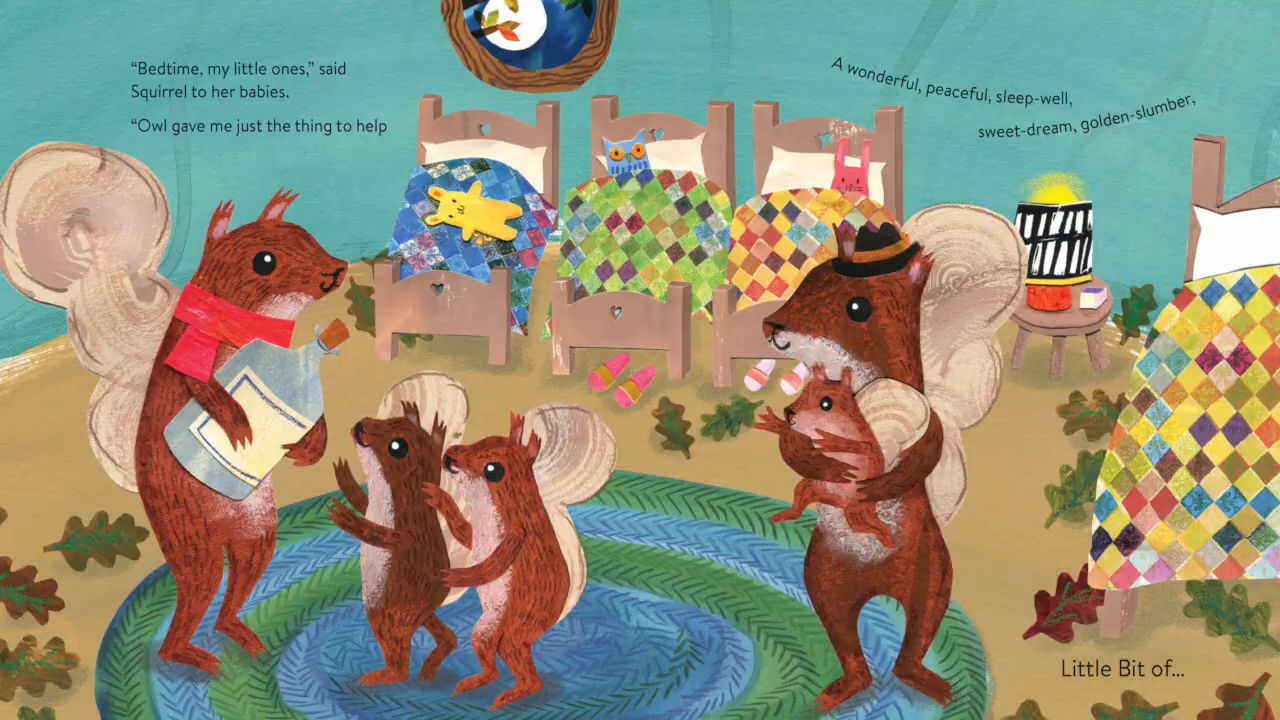 “Bedtime, my little ones,” said
Squirrel to her babies.
“Owl gave me just the thing to help
A wonderful, peaceful, sleep-well,
sweet-dream, golden-slumber,
Little Bit of...